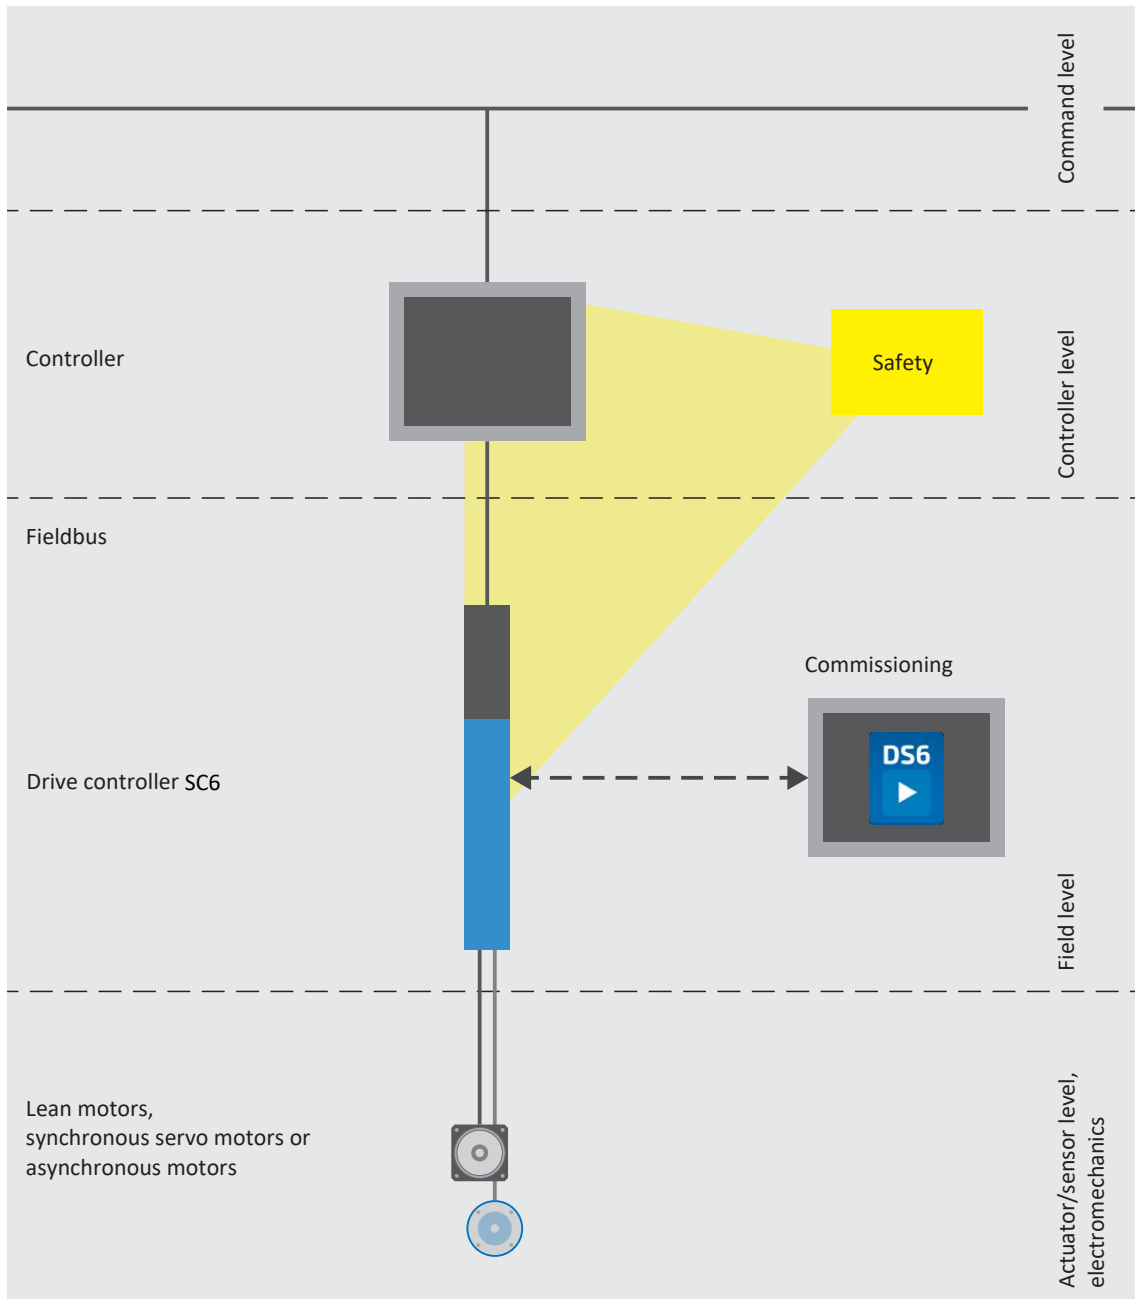 Command level
Controller
Safety
Controller level
Fieldbus
Commissioning
DS6
Drive controller SC6
Field level
Lean motors,
synchronous servo motors or
asynchronous motors
Actuator/sensor level,
electromechanics